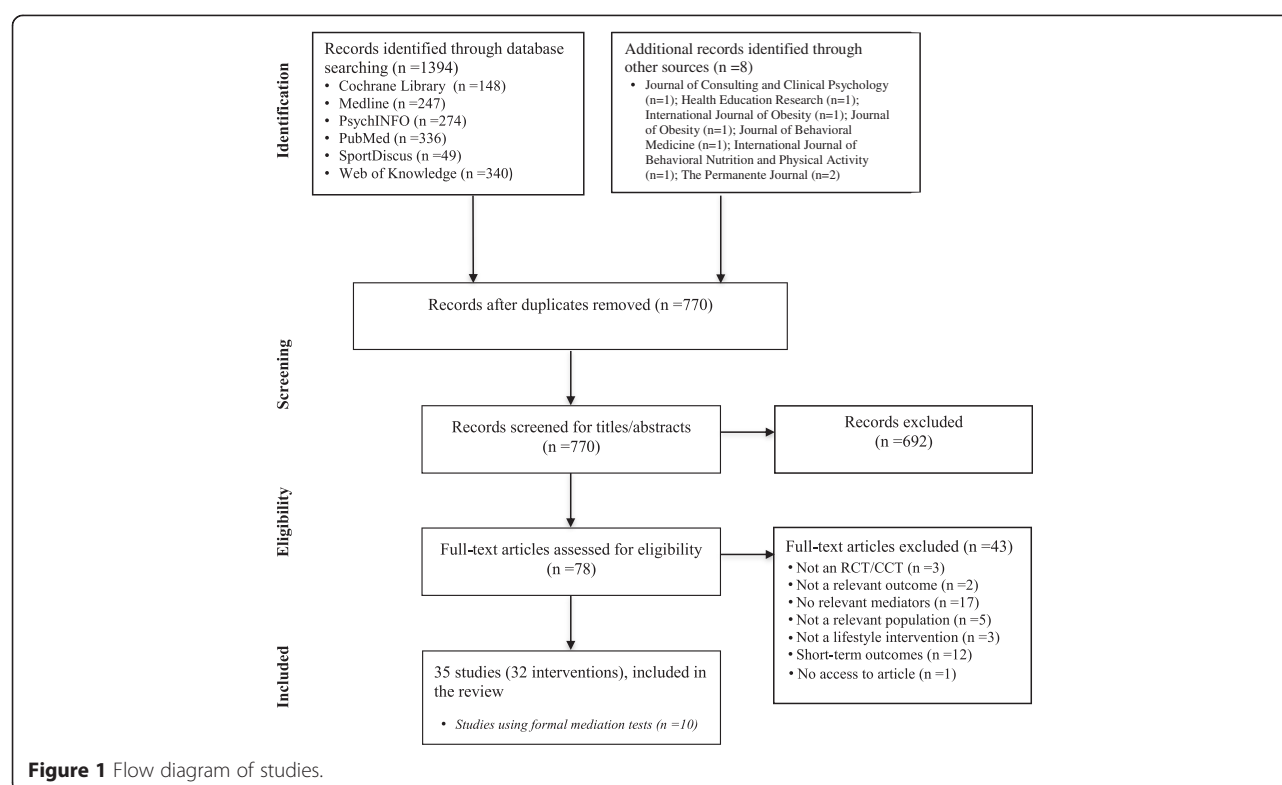 Identification
Records identified through database
searching (n =1394)
• Cochrane Library (n =148)
• Medline (n =247)
• PsychINFO (n =274)
• PubMed (n =336)
• SportDiscus (n =49)
• Web of Knowledge (n =340)
Additional records identified through
other sources (n =8)
• Journal of Consulting and Clinical Psychology
(n=1); Health Education Research (n=1);
International Journal of Obesity (n=1); Journal
of Obesity (n=1); Journal of Behavioral
Medicine (n=1); International Journal of
Behavioral Nutrition and Physical Activity
(n=1); The Permanente Journal (n=2)
Records after duplicates removed (n =770)
Screening
Records screened for titles/abstracts
(n =770)
Records excluded
(n =692)
Eligibility
Full-text articles assessed for eligibility
(n =78)
Full-text articles excluded (n =43)
• Not an RCT/CCT (n =3)
• Not a relevant outcome (n =2)
• No relevant mediators (n =17)
• Not a relevant population (n =5)
• Not a lifestyle intervention (n =3)
• Short-term outcomes (n =12)
• No access to article (n =1)
Included
35 studies (32 interventions), included in
the review
• Studies using formal mediation tests (n =10)
Figure 1 Flow diagram of studies.